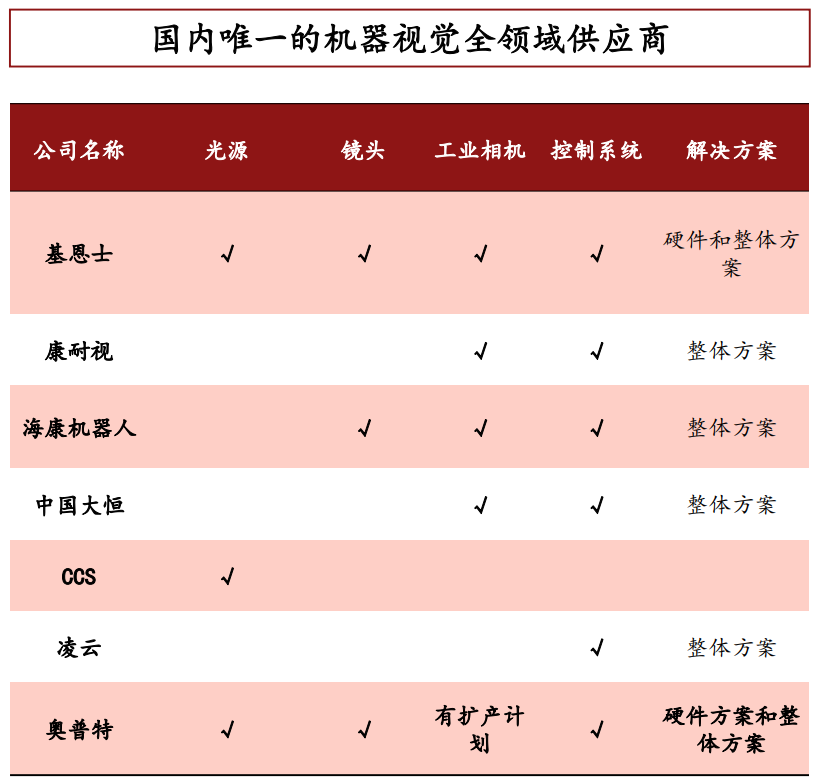 国内唯一的机器视觉全领域供应商
公司名称 光源 镜头 工业相机 控制系统 解决方案
基恩士 √ √ √ √ 硬件和整体方
案
康耐视 √ √ 整体方案
海康机器人 √ √ √ 整体方案
中国大恒 √ √ 整体方案
CCS √
凌云 √ 整体方案
奥普特 √ √ 有扩产计 √ 硬件方案和整
划 体方案